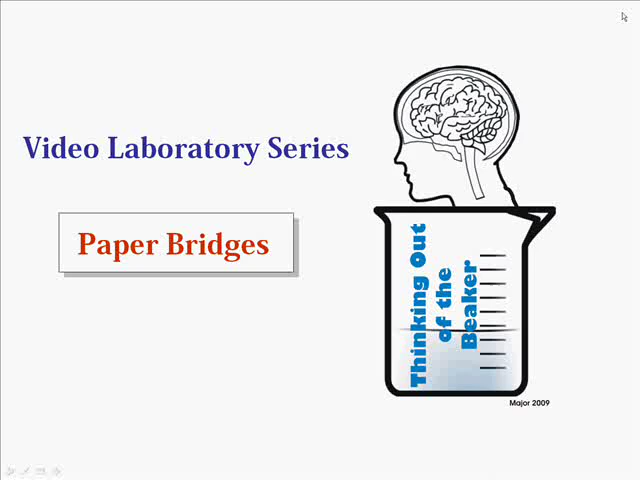 Video Laboratory Series
Paper Bridges
Thinking Out
of the
Beaker
Major 2009